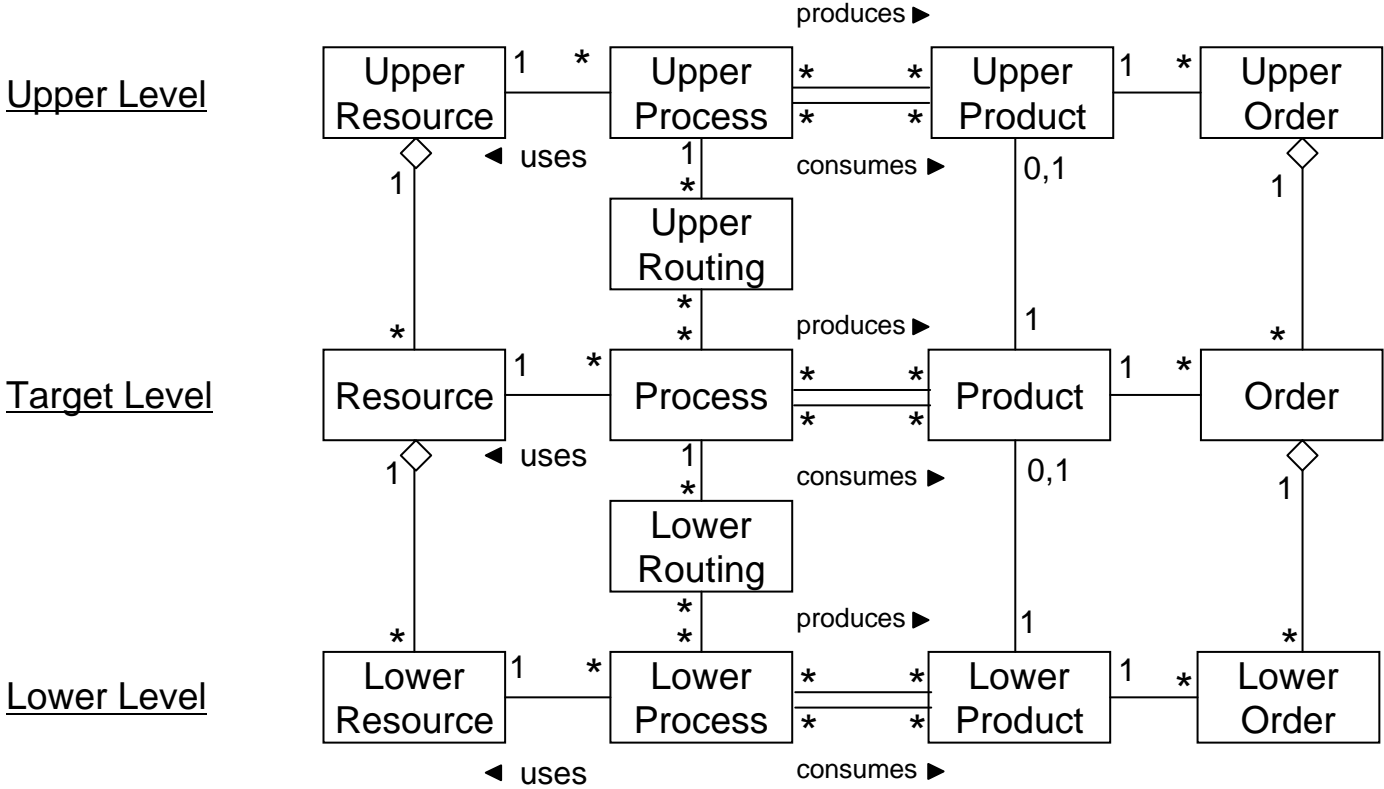 produces ►
Upper Level
Upper
Resource
1 *
Upper
Process
* *
* *
Upper
Product
1 *
Upper
Order
◄ uses
consumes ►
1
1
0,1
1
*
Upper
Routing
*
*
*
produces ►
1
*
Target Level
Resource
1 *
Process
* *
* *
Product
1 *
Order
◄ uses
consumes ►
1
1
0,1
1
*
Lower
Routing
*
*
*
produces ►
1
*
Lower Level
Lower
Resource
1 *
Lower
Process
* *
* *
Lower
Product
1 *
Lower
Order
◄ uses
consumes ►